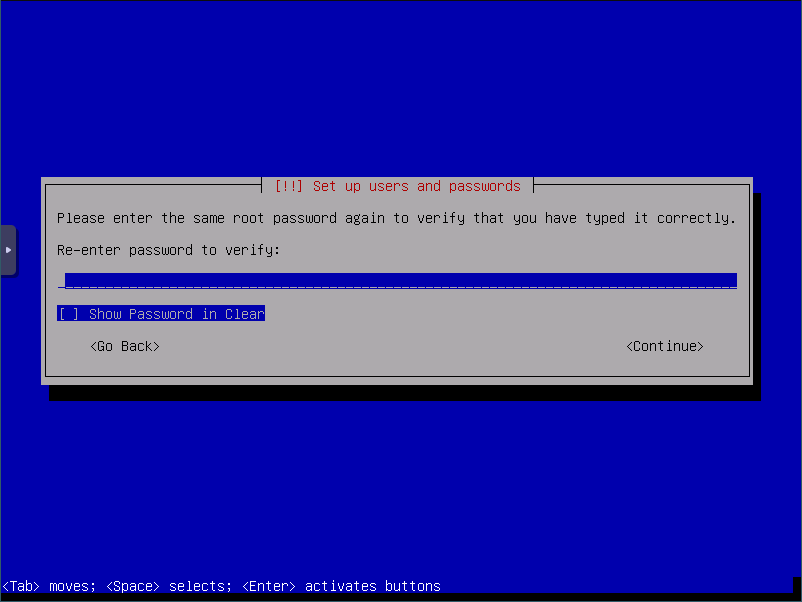 [!!] Set up users and passwords
Please enter the same root password again to verify that you have typed it correctly.
Re-enter password to verify:
[ ] Show Password in Clear
<Go Back> <Continue>
<Tab> moves; <Space> selects; <Enter> activates buttons